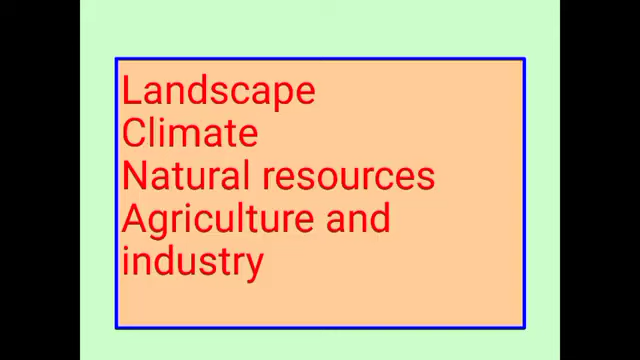 Landscape
Climate
Natural resources
Agriculture and
industry